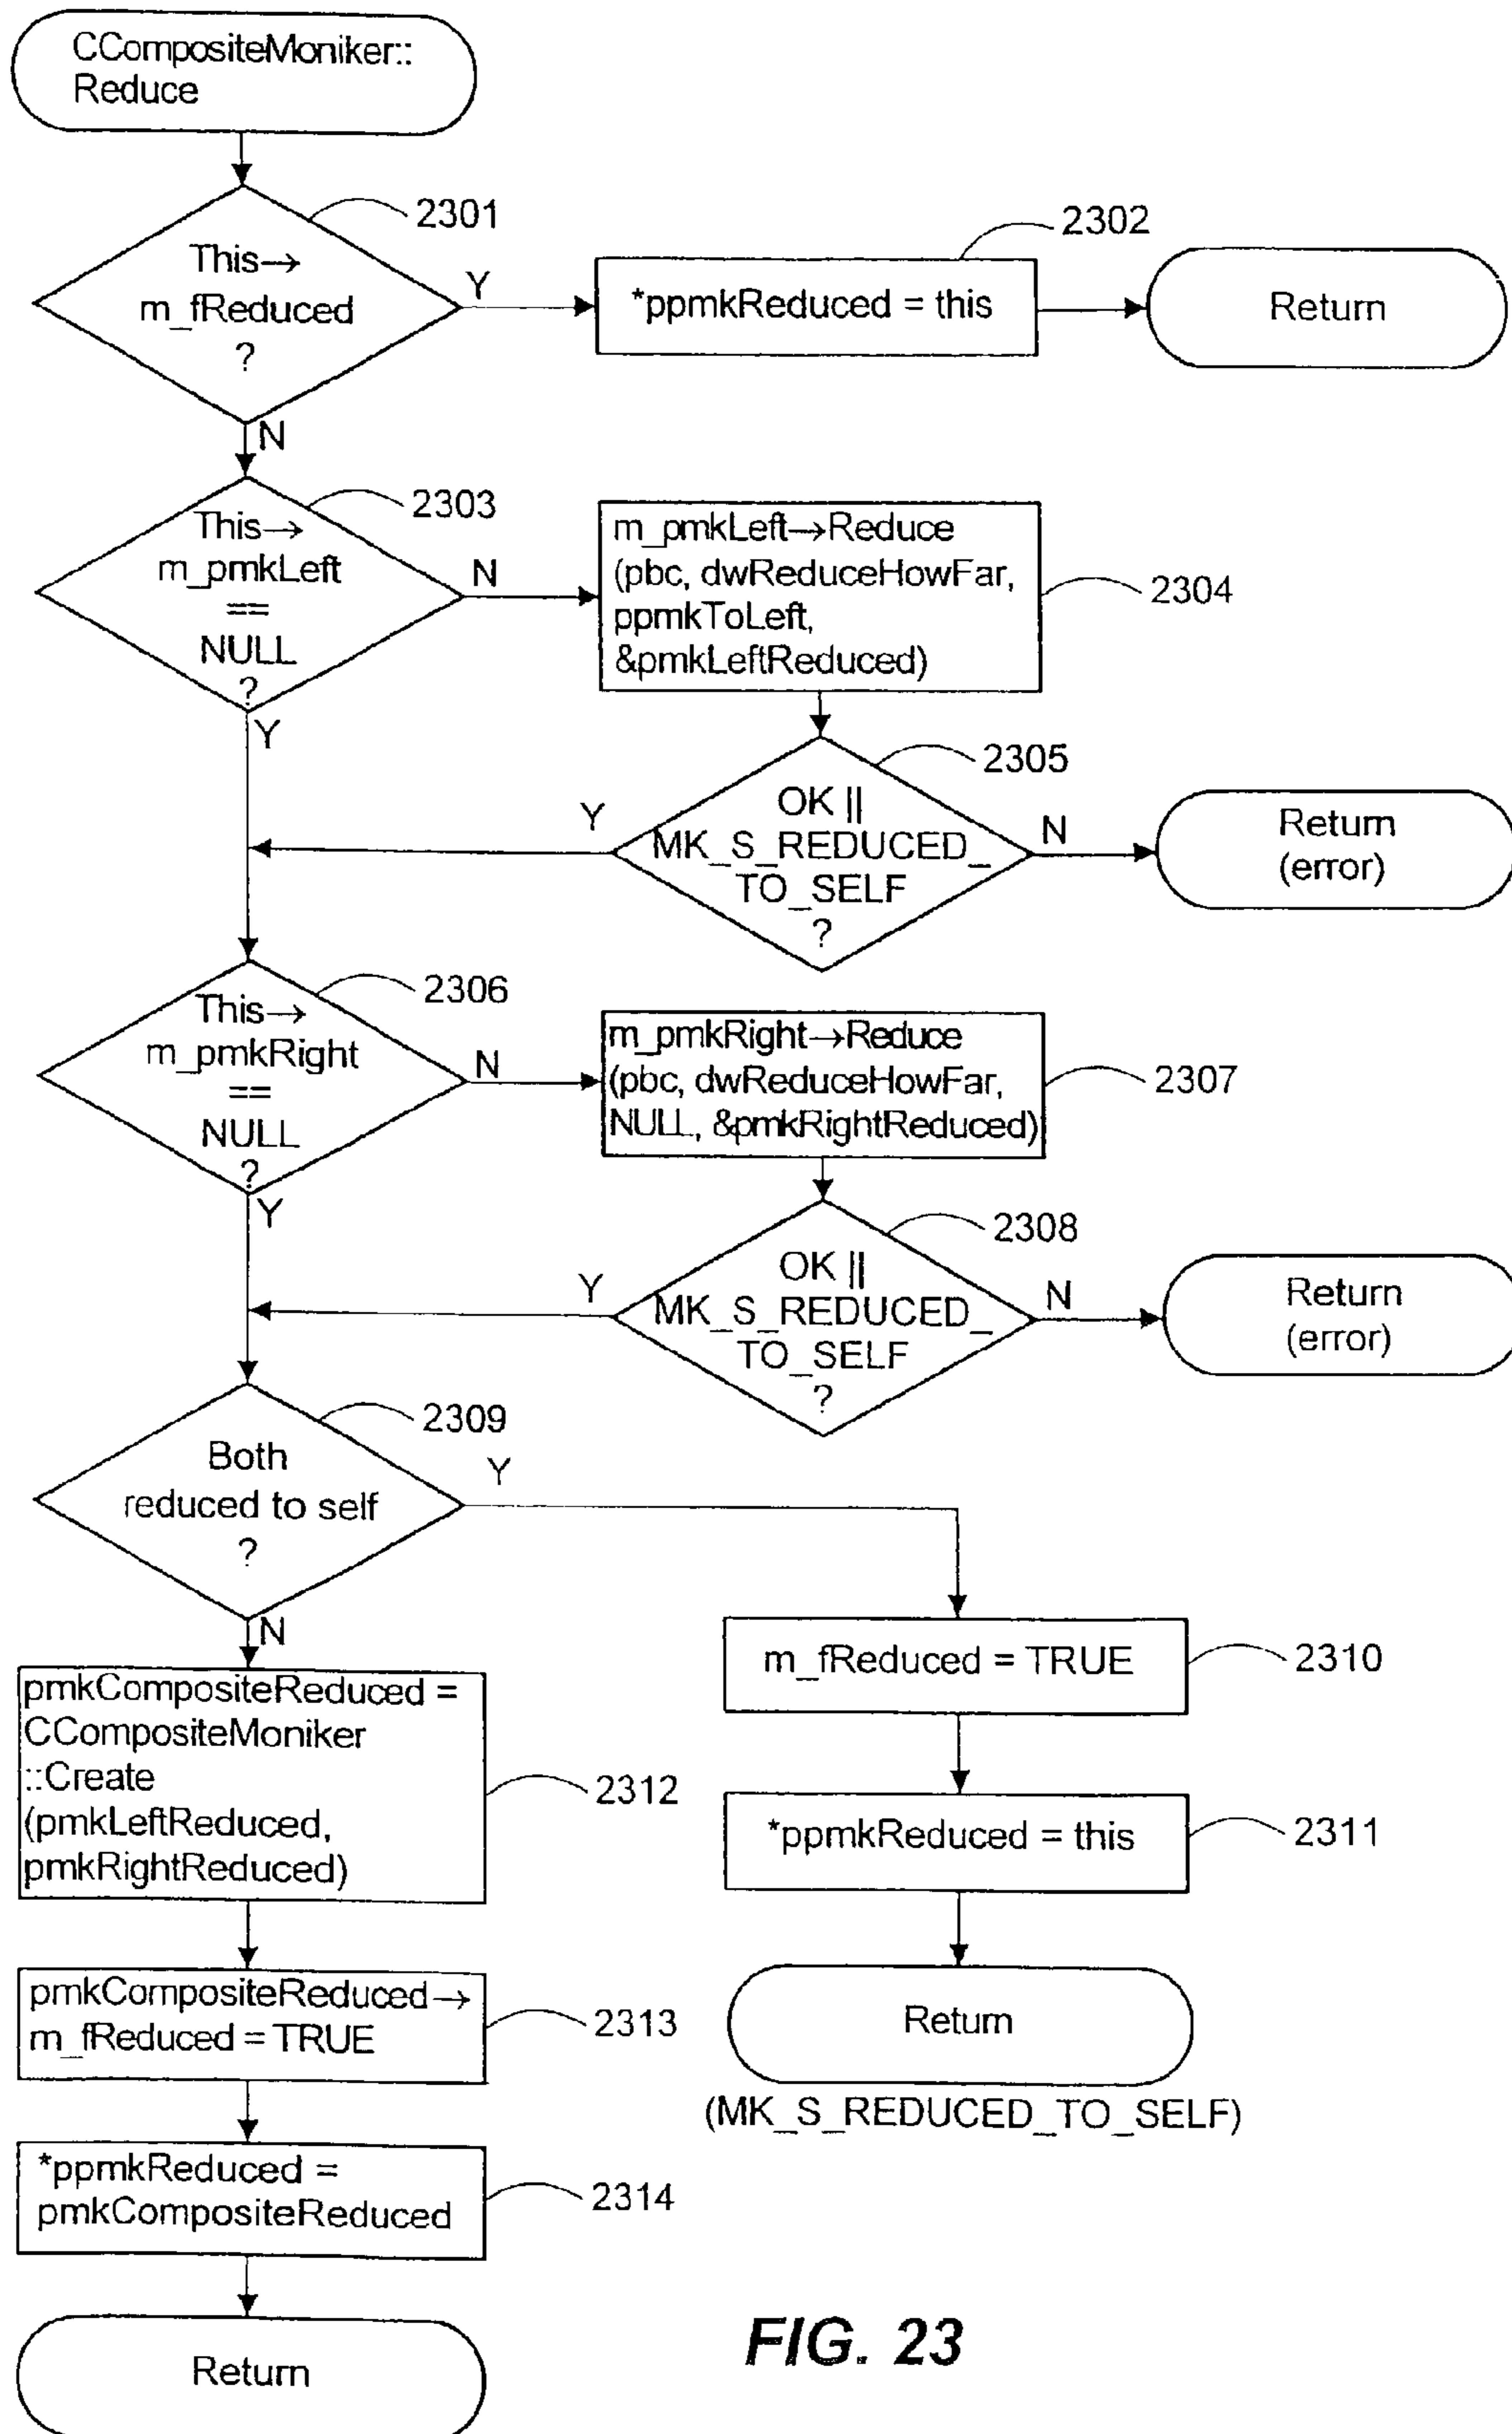 CCompositeMoniker::
Reduce
2301
This→
m_fReduced
?
Y
2302
*ppmkReduced = this
Return
N
2303
This→
m_pmkLeft
==
NULL
?
N
m_pmkLeft→Reduce
(pbc, dwReduceHowFar,
ppmkToLeft,
&pmkLeftReduced)
2304
Y
2305
OK ||
MK_S_REDUCED_
TO_SELF
?
Y
N
Return
(error)
2306
This→
m_pmkRight
==
NULL
?
N
m_pmkRight→Reduce
(pbc, dwReduceHowFar,
NULL, &pmkRightReduced)
2307
Y
2308
OK ||
MK_S_REDUCED_
TO_SELF
?
Y
N
Return
(error)
2309
Both
reduced to self
?
Y
N
m_fReduced = TRUE
2310
pmkCompositeReduced =
CCompositeMoniker
::Create
(pmkLeftReduced,
pmkRightReduced)
2312
*ppmkReduced = this
2311
pmkCompositeReduced→
m_fReduced = TRUE
2313
Return
(MK_S_REDUCED_TO_SELF)
*ppmkReduced =
pmkCompositeReduced
2314
Return
FIG. 23